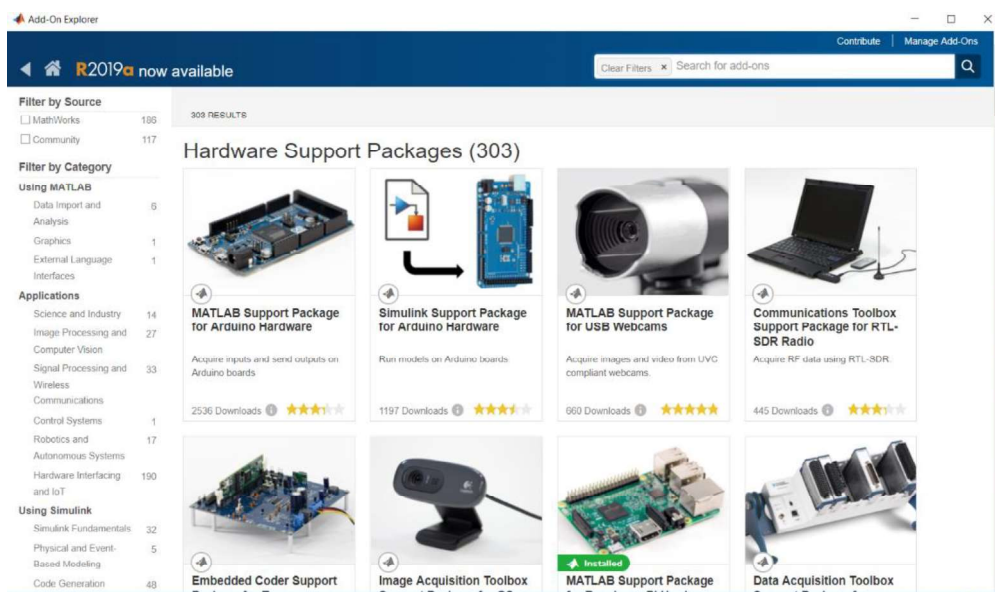 Add-On Explorer
Contribute
Manage Add-Ons
R2019a now available
Clear Filters ×
Search for add-ons
Filter by Source
MathWorks 186
Community 117
Filter by Category
Using MATLAB
Data Import and 6
Analysis
Graphics 1
External Language 1
Interfaces
Applications
Science and Industry 14
Image Processing and 27
Computer Vision
Signal Processing and 33
Wireless
Communications
Control Systems 1
Robotics and 17
Autonomous Systems
Hardware Interfacing 190
and IoT
Using Simulink
Simulink Fundamentals 32
Physical and Event- 5
Based Modeling
Code Generation 48
303 RESULTS
Hardware Support Packages (303)
MATLAB Support Package
for Arduino Hardware
Acquire inputs and send outputs on
Arduino boards
2536 Downloads
Simulink Support Package
for Arduino Hardware
Run models on Arduino boards
1197 Downloads
MATLAB Support Package
for USB Webcams
Acquire images and video from UVC
compliant webcams.
660 Downloads
Communications Toolbox
Support Package for RTL-
SDR Radio
Acquire RF data using RTL-SDR.
445 Downloads
Embedded Coder Support
Image Acquisition Toolbox
Installed
MATLAB Support Package
Data Acquisition Toolbox